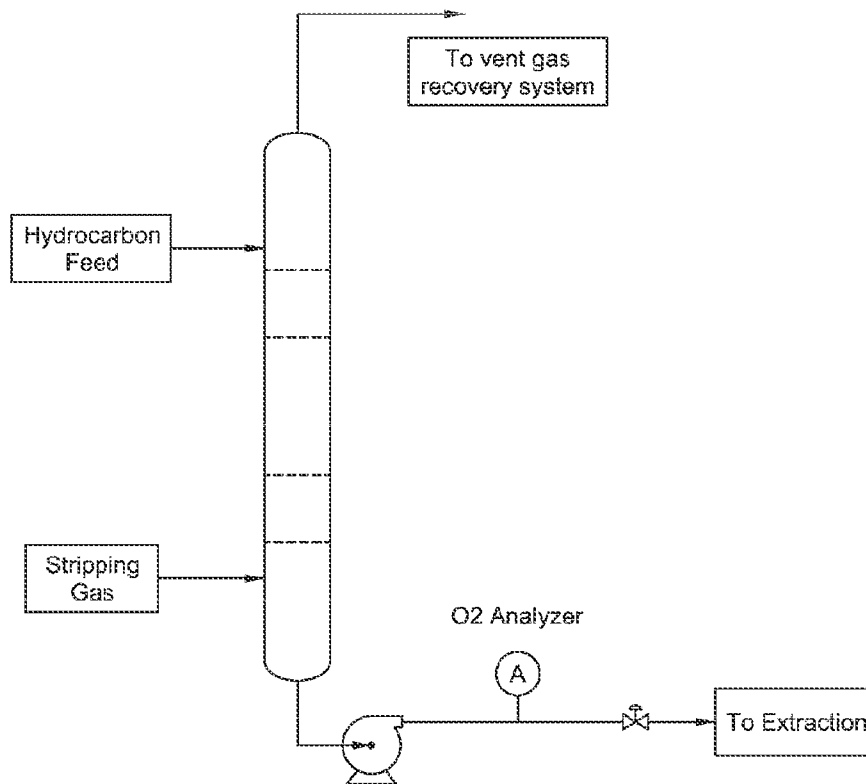 To vent gas
recovery system
Hydrocarbon
Feed
Stripping
Gas
O2 Analyzer
A
To Extraction